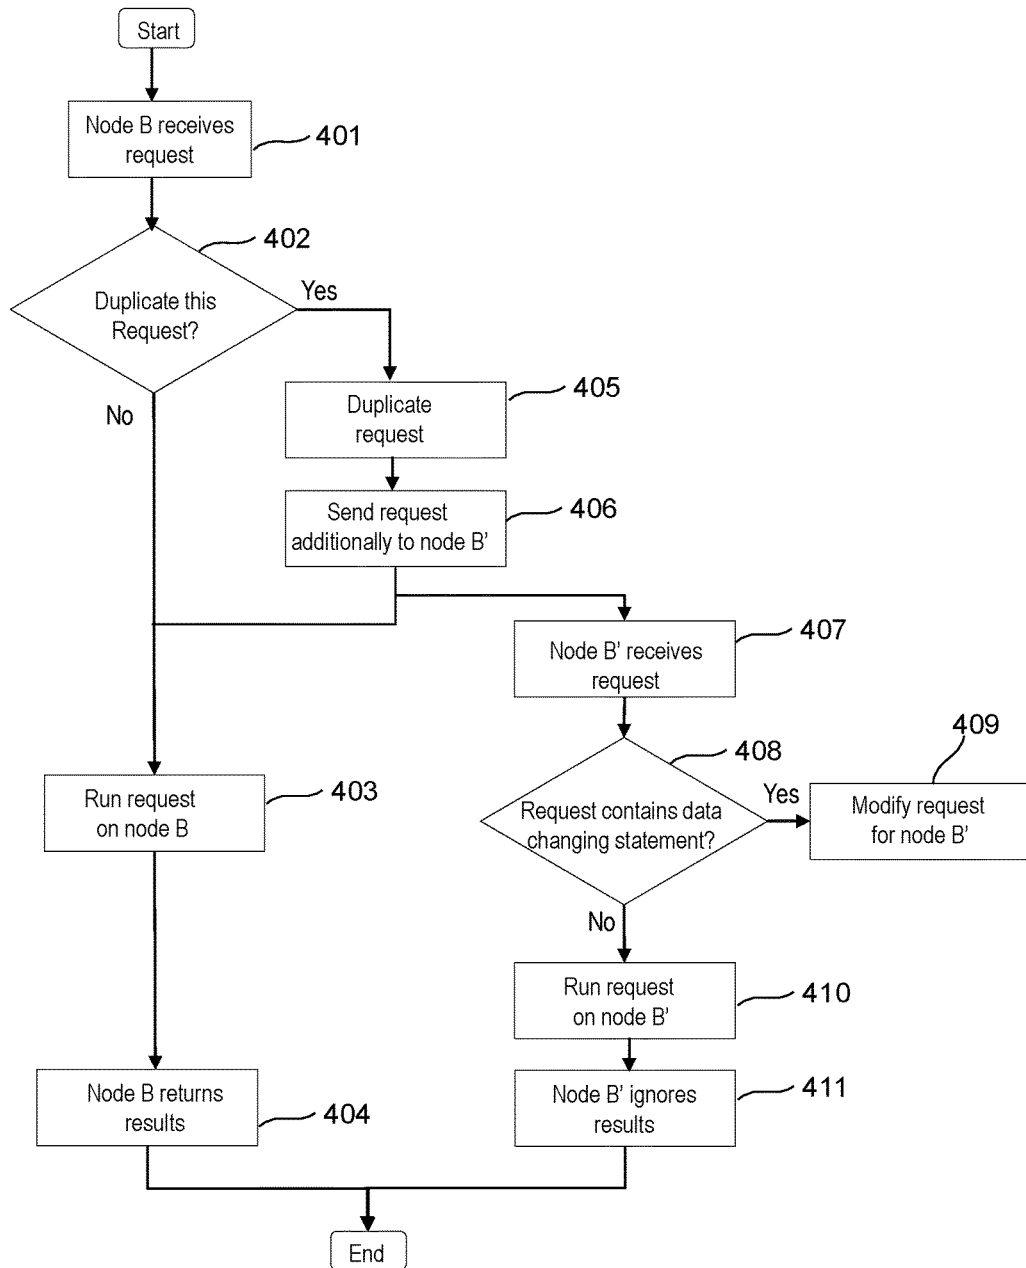 Start
Node B receives
request
401
402
Duplicate this
Request?
Yes
No
Duplicate
request
405
Send request
additionally to node B’
406
Node B’ receives
request
407
Request contains data
changing statement?
408
Yes
No
Modify request
for node B’
409
Run request
on node B
403
Run request
on node B’
410
Node B returns
results
404
Node B’ ignores
results
411
End